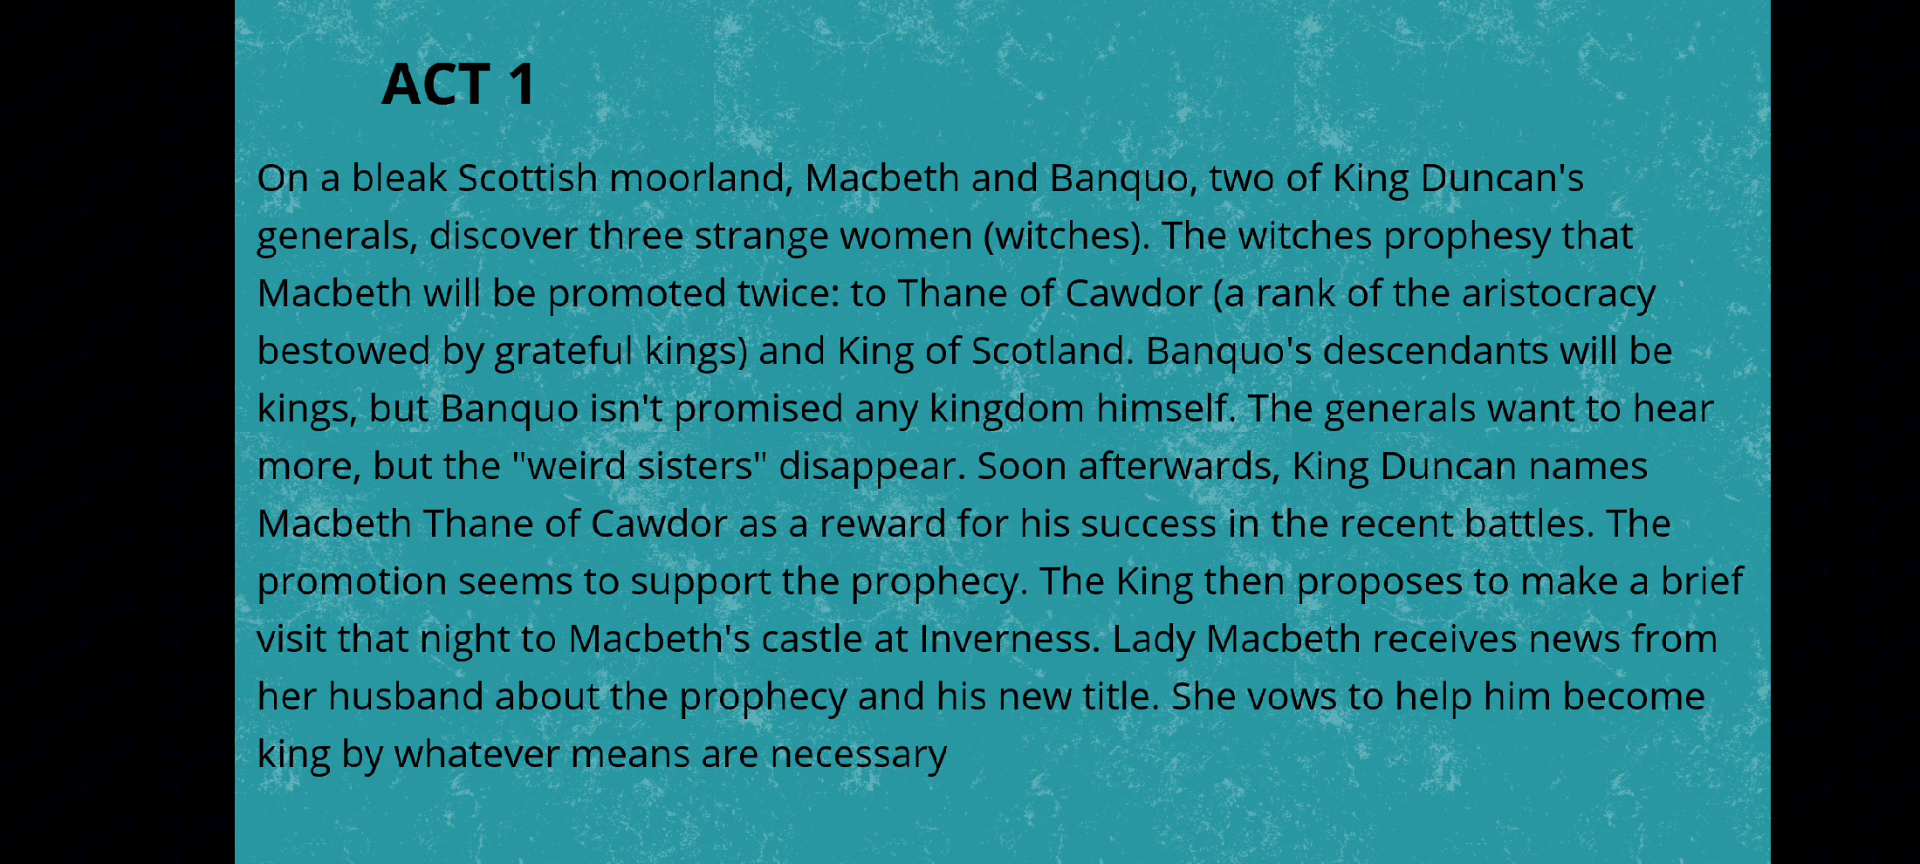 ACT 1
On a bleak Scottish moorland, Macbeth and Banquo, two of King Duncan's
generals, discover three strange women (witches). The witches prophesy that
Macbeth will be promoted twice: to Thane of Cawdor (a rank of the aristocracy
bestowed by grateful kings) and King of Scotland. Banquo's descendants will be
kings, but Banquo isn't promised any kingdom himself. The generals want to hear
more, but the "weird sisters" disappear. Soon afterwards, King Duncan names
Macbeth Thane of Cawdor as a reward for his success in the recent battles. The
promotion seems to support the prophecy. The King then proposes to make a brief
visit that night to Macbeth's castle at Inverness. Lady Macbeth receives news from
her husband about the prophecy and his new title. She vows to help him become
king by whatever means are necessary